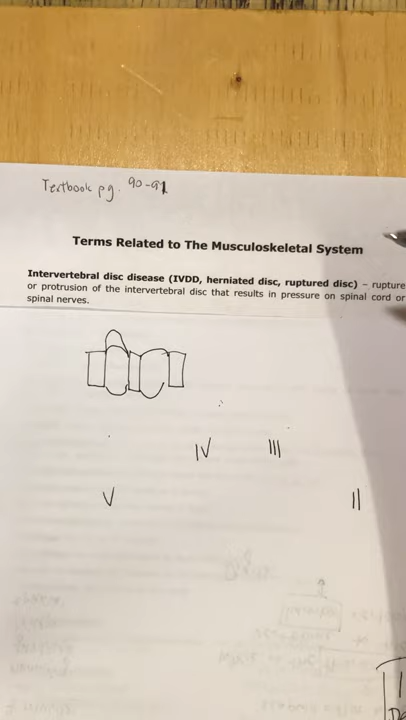 Textbook pg. 90-91
Terms Related to The Musculoskeletal System
Intervertebral disc disease (IVDD, herniated disc, ruptured disc) – rupture
or protrusion of the intervertebral disc that results in pressure on spinal cord or
spinal nerves.
IV III
V II